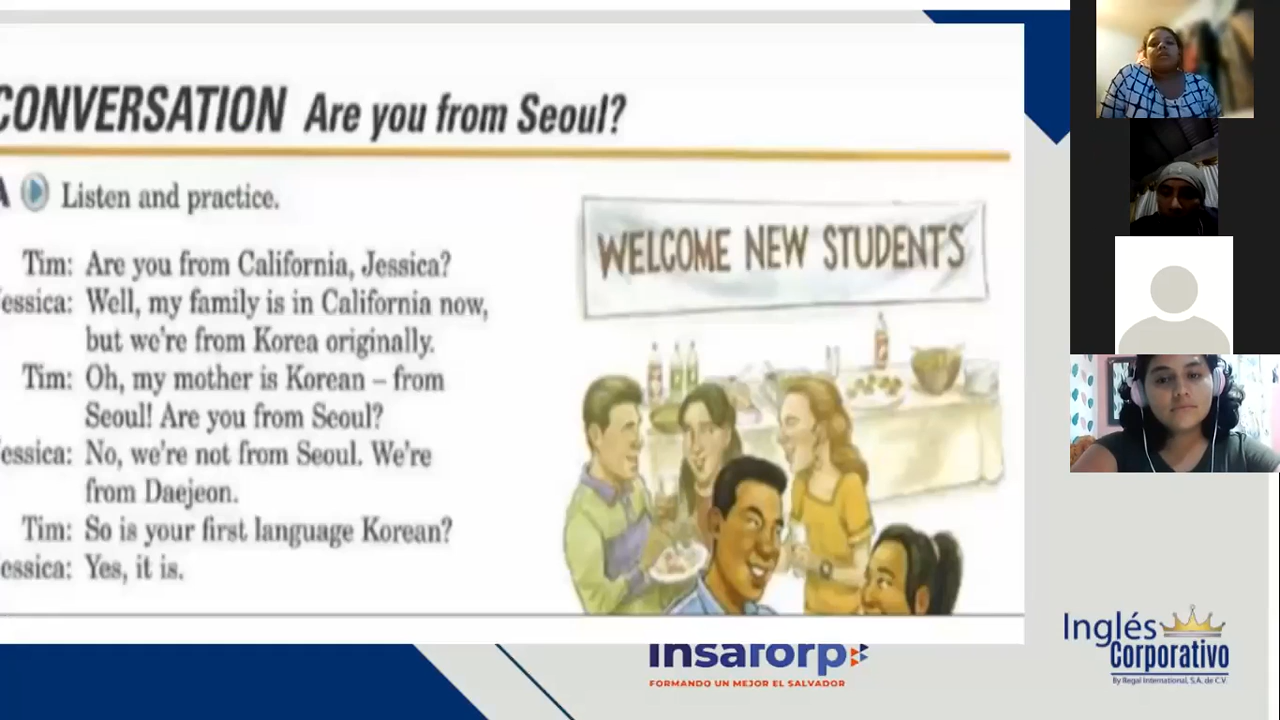 CONVERSATION Are you from Seoul?
A Listen and practice.
Tim: Are you from California, Jessica?
essica: Well, my family is in California now,
but we're from Korea originally.
Tim: Oh, my mother is Korean – from
Seoul! Are you from Seoul?
essica: No, we're not from Seoul. We're
from Daejeon.
Tim: So is your first language Korean?
essica: Yes, it is.
WELCOME NEW STUDENTS
insaforp
FORMANDO UN MEJOR EL SALVADOR
Inglés
Corporativo
By Regal International, S.A. de C.V.